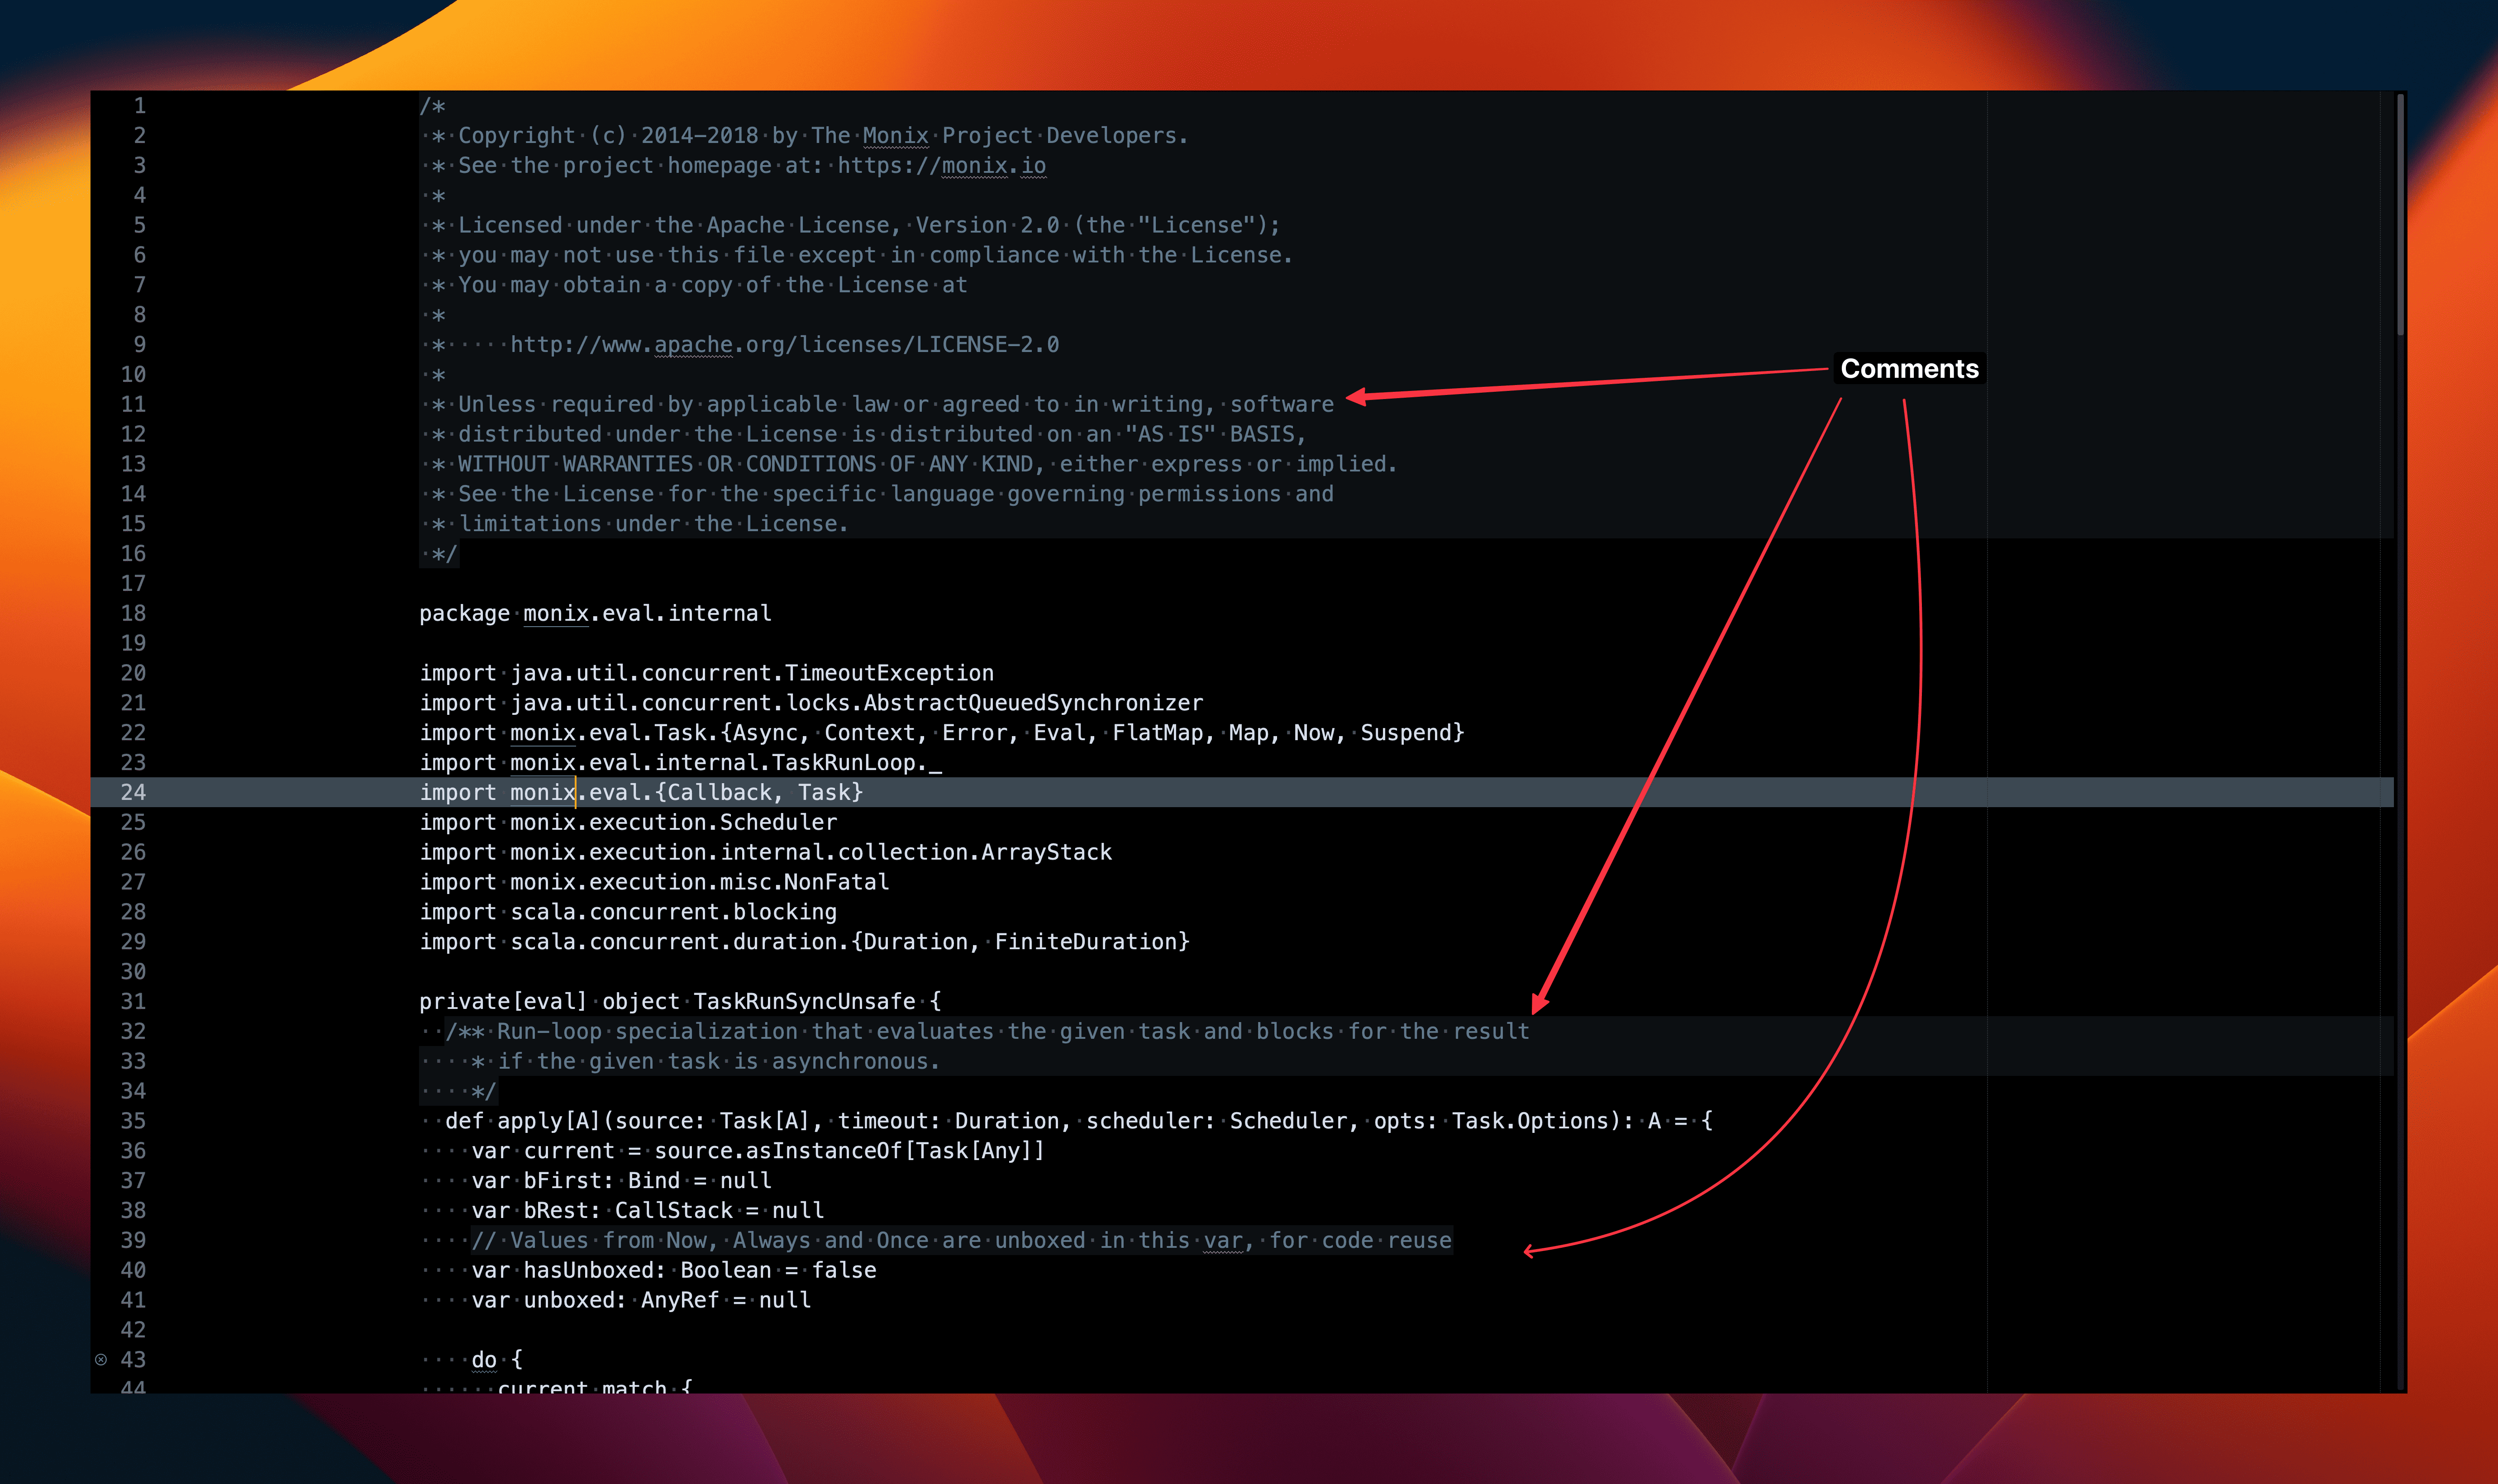 1 /*
2 * Copyright (c) 2014-2018 by The Monix Project Developers.
3 * See the project homepage at: https://monix.io
4 *
5 * Licensed under the Apache License, Version 2.0 (the "License");
6 * you may not use this file except in compliance with the License.
7 * You may obtain a copy of the License at
8 *
9 *     http://www.apache.org/licenses/LICENSE-2.0
10 *
Comments
11 * Unless required by applicable law or agreed to in writing, software
12 * distributed under the License is distributed on an "AS IS" BASIS,
13 * WITHOUT WARRANTIES OR CONDITIONS OF ANY KIND, either express or implied.
14 * See the License for the specific language governing permissions and
15 * limitations under the License.
16 */
17
18 package monix.eval.internal
19
20 import java.util.concurrent.TimeoutException
21 import java.util.concurrent.locks.AbstractQueuedSynchronizer
22 import monix.eval.Task.{Async, Context, Error, Eval, FlatMap, Map, Now, Suspend}
23 import monix.eval.internal.TaskRunLoop._
24 import monix.eval.{Callback, Task}
25 import monix.execution.Scheduler
26 import monix.execution.internal.collection.ArrayStack
27 import monix.execution.misc.NonFatal
28 import scala.concurrent.blocking
29 import scala.concurrent.duration.{Duration, FiniteDuration}
30
31 private[eval] object TaskRunSyncUnsafe {
32   /** Run-loop specialization that evaluates the given task and blocks for the result
33     * if the given task is asynchronous.
34     */
35   def apply[A](source: Task[A], timeout: Duration, scheduler: Scheduler, opts: Task.Options): A = {
36     var current = source.asInstanceOf[Task[Any]]
37     var bFirst: Bind = null
38     var bRest: CallStack = null
39     // Values from Now, Always and Once are unboxed in this var, for code reuse
40     var hasUnboxed: Boolean = false
41     var unboxed: AnyRef = null
42
43     do {
44       current match {